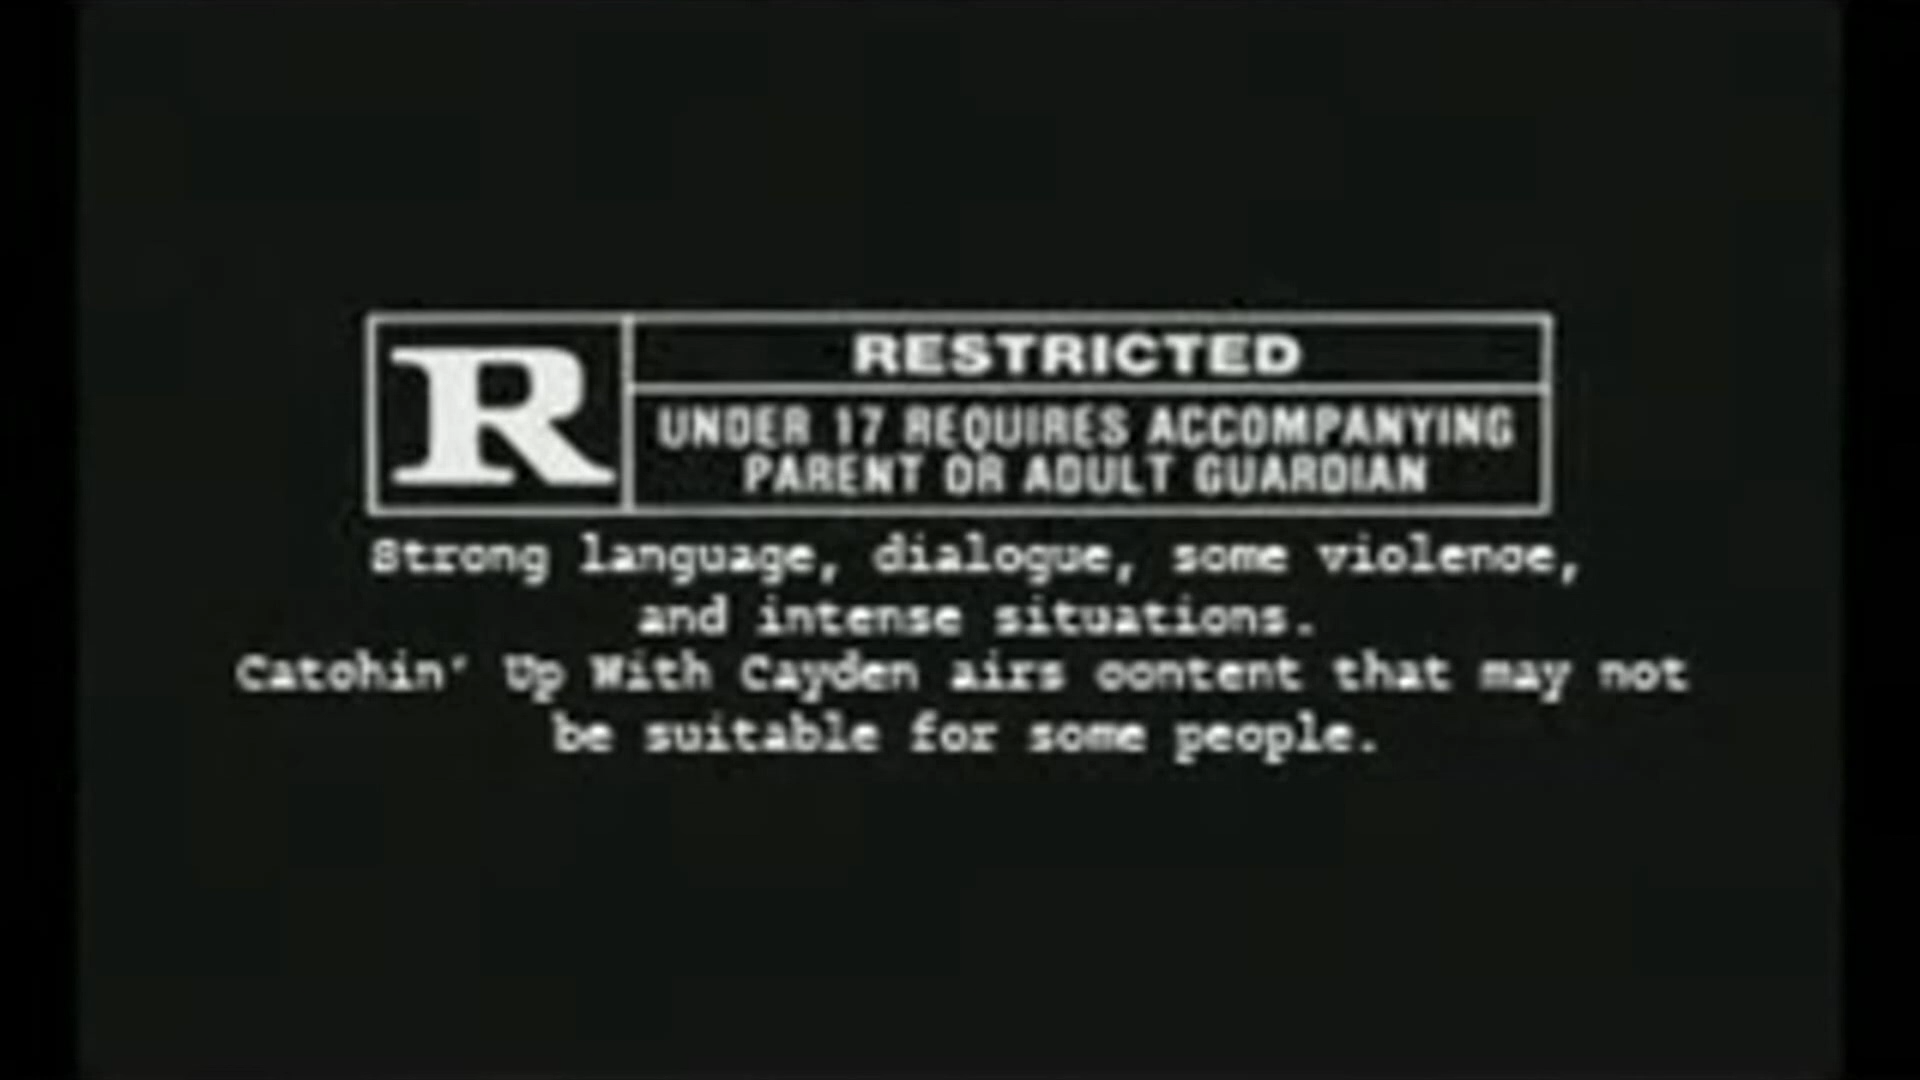 R
RESTRICTED
UNDER 17 REQUIRES ACCOMPANYING
PARENT OR ADULT GUARDIAN
Strong language, dialogue, some violence,
and intense situations.
Catchin' Up With Cayden airs content that may not
be suitable for some people.